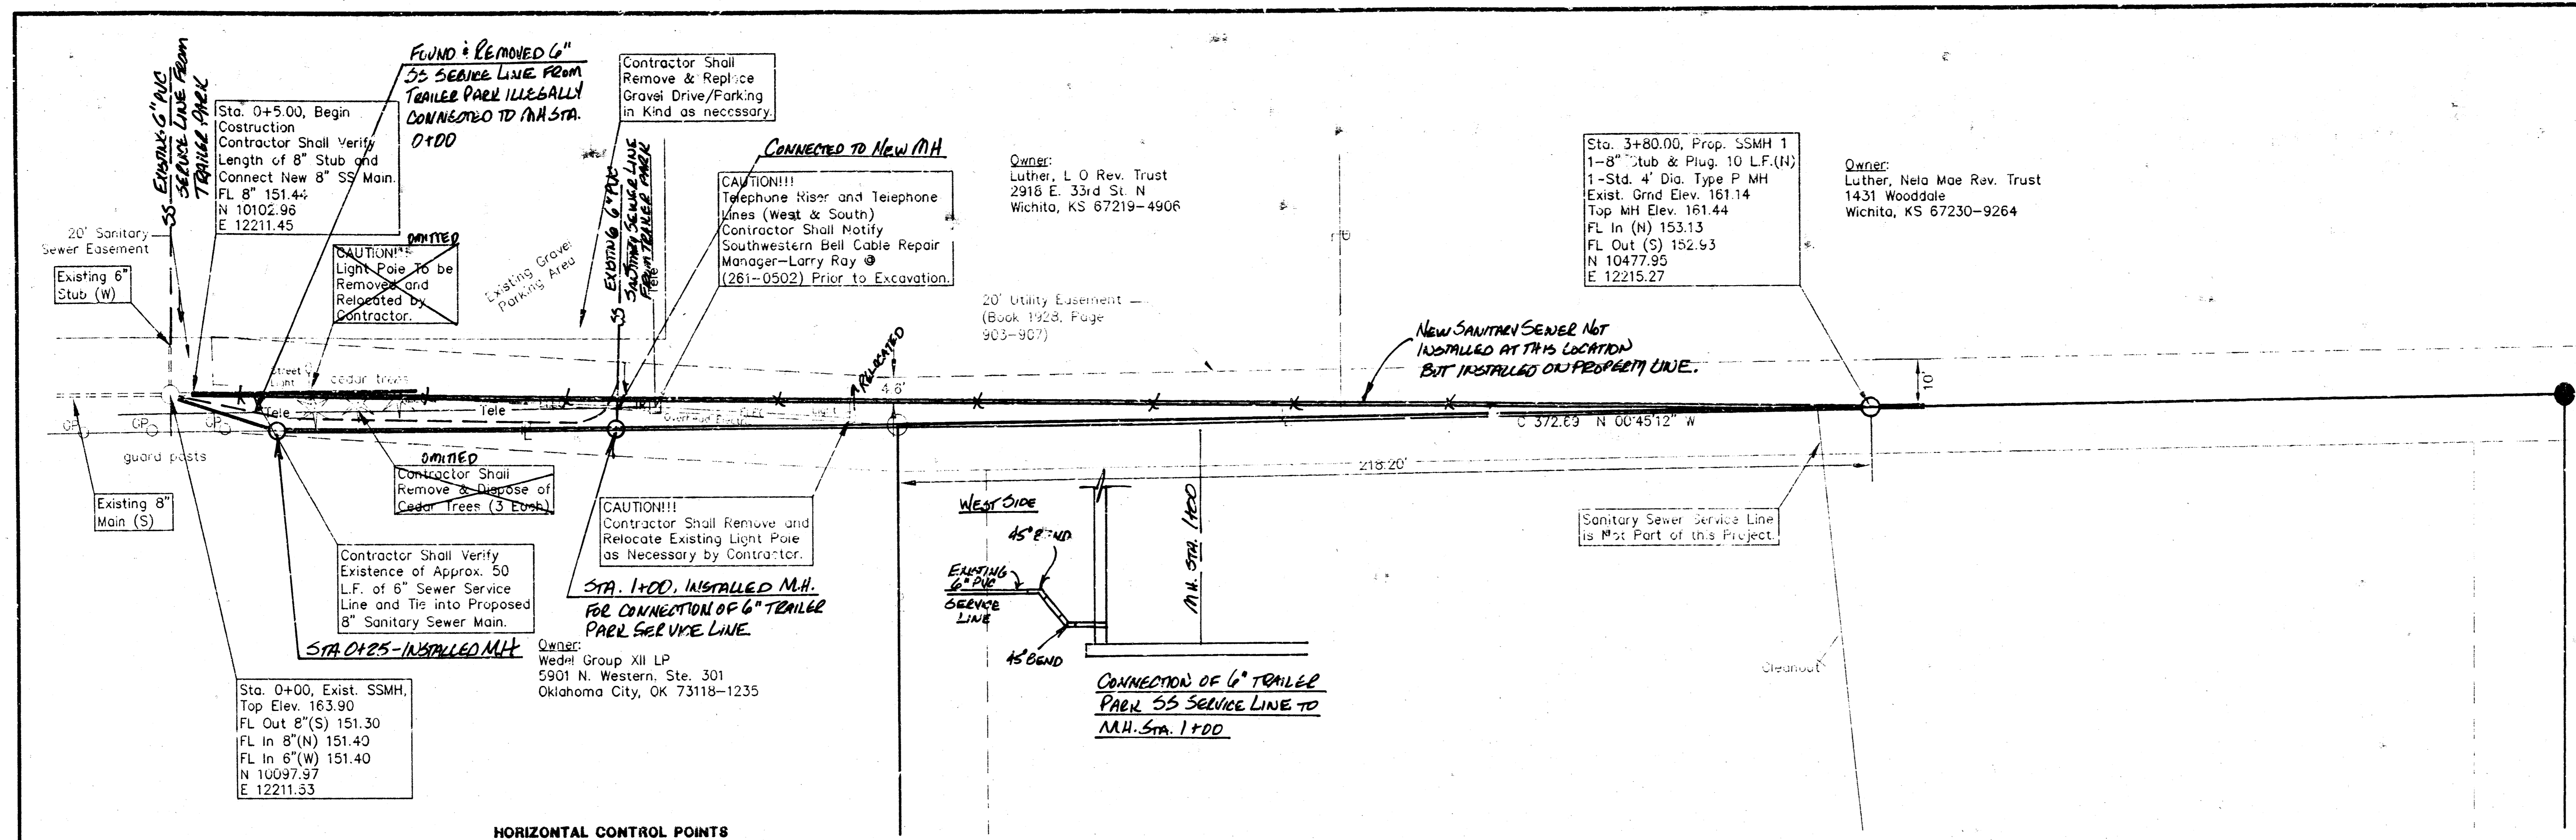 SS EXISTING 6" PVC
SERVICE LINE FROM
TRAILER PARK
FOUND & REMOVED 6"
SS SERVICE LINE FROM
TRAILER PARK ILLEGALLY
CONNECTED TO MH STA.
0+00
Contractor Shall
Remove & Replace
Gravel Drive/Parking
in Kind as necssary.
Sta. 0+5.00, Begin
Costruction
Contractor Shall Verify
Length of 8" Stub and
Connect New 8" SS Main.
FL 8" 151.44
N 10102.96
E 12211.45
20' Sanitary
Sewer Easement
Existing 6"
Stub (W)
OMITTED
CAUTION!!!
Light Pole To be
Removed and
Relocated by
Contractor.
Existing Gravel
Parking Area
SS EXISTING 6" PVC
SANITARY SEWER LINE
FROM TRAILER PARK
Tele
CONNECTED TO NEW MH
CAUTION!!!
Telephone Riser and Telephone
Lines (West & South)
Contractor Shall Notify
Southwestern Bell Cable Repair
Manager-Larry Ray @
(261-0502) Prior to Excavation.
Owner:
Luther, L O Rev. Trust
2918 E. 33rd St. N
Wichita, KS 67219-4906
20' Utility Easement
(Book 1928, Page
903-907)
Sta. 3+80.00, Prop. SSMH 1
1-8" Stub & Plug. 10 L.F.(N)
1-Std. 4' Dia. Type P MH
Exist. Grnd Elev. 161.14
Top MH Elev. 161.44
FL In (N) 153.13
FL Out (S) 152.93
N 10477.95
E 12215.27
Owner:
Luther, Nela Mae Rev. Trust
1431 Wooddale
Wichita, KS 67230-9264
NEW SANITARY SEWER NOT
INSTALLED AT THIS LOCATION
BUT INSTALLED ON PROPERTY LINE.
RELOCATED
4.6'
10'
Street
Light
cedar trees
Tele
Tele
Overhead Electric
GP
GP
GP
guard posts
C 372.69 N 00°45'12" W
218.20'
Existing 8"
Main (S)
OMITTED
Contractor Shall
Remove & Dispose of
Cedar Trees (3 Each)
Contractor Shall Verify
Existence of Approx. 50
L.F. of 6" Sewer Service
Line and Tie into Proposed
8" Sanitary Sewer Main.
STA 0+25-INSTALLED MH
CAUTION!!!
Contractor Shall Remove and
Relocate Existing Light Pole
as Necessary by Contractor.
STA. 1+00, INSTALLED M.H.
FOR CONNECTION OF 6" TRAILER
PARK SERVICE LINE
Owner:
Wedel Group XII LP
5901 N. Western, Ste. 301
Oklahoma City, OK 73118-1235
Sta. 0+00, Exist. SSMH,
Top Elev. 163.90
FL Out 8"(S) 151.30
FL In 8"(N) 151.40
FL In 6"(W) 151.40
N 10097.97
E 12211.53
WEST SIDE
45° BEND
EXISTING
6" PVC
SERVICE
LINE
45° BEND
M.H. STA. 1+00
CONNECTION OF 6" TRAILER
PARK SS SERVICE LINE TO
M.H. STA. 1+00
Sanitary Sewer Service Line
is Not Part of this Project.
Cleanout
HORIZONTAL CONTROL POINTS